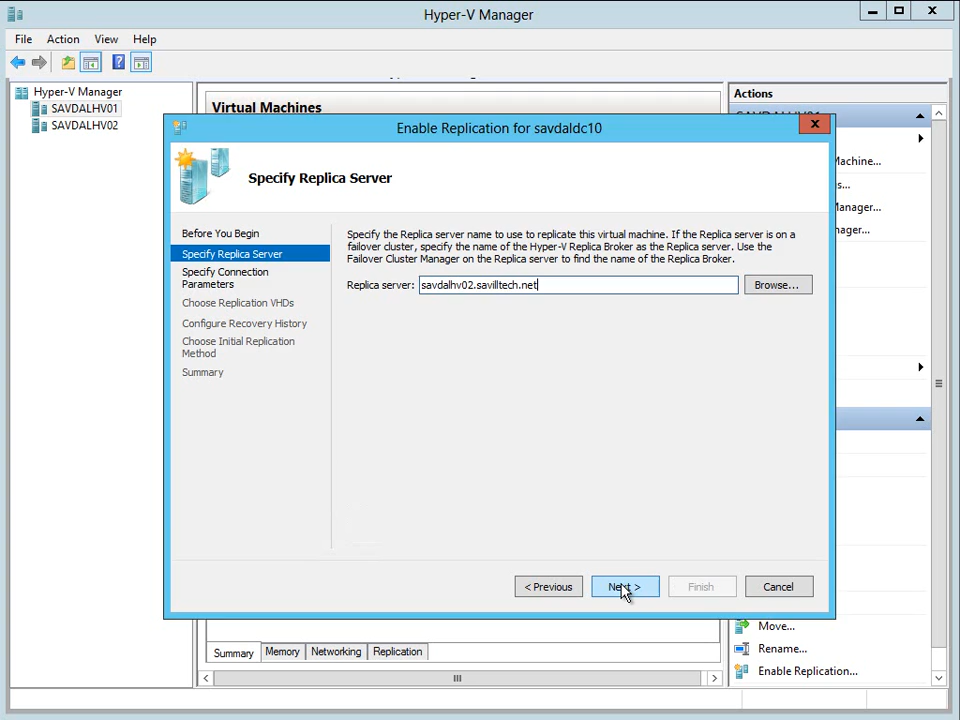 Hyper-V Manager
File Action View Help
Hyper-V Manager
SAVDALHV01
SAVDALHV02
Virtual Machines
Actions
Enable Replication for savdaldc10
Specify Replica Server
achine...
s...
Manager...
nager...
Before You Begin
Specify Replica Server
Specify Connection
Parameters
Choose Replication VHDs
Configure Recovery History
Choose Initial Replication
Method
Summary
Specify the Replica server name to use to replicate this virtual machine. If the Replica server is on a
failover cluster, specify the name of the Hyper-V Replica Broker as the Replica server. Use the
Failover Cluster Manager on the Replica server to find the name of the Replica Broker.
Replica server: savdalhv02.savilltech.net Browse...
< Previous Next > Finish Cancel
Summary Memory Networking Replication
Move...
Rename...
Enable Replication...